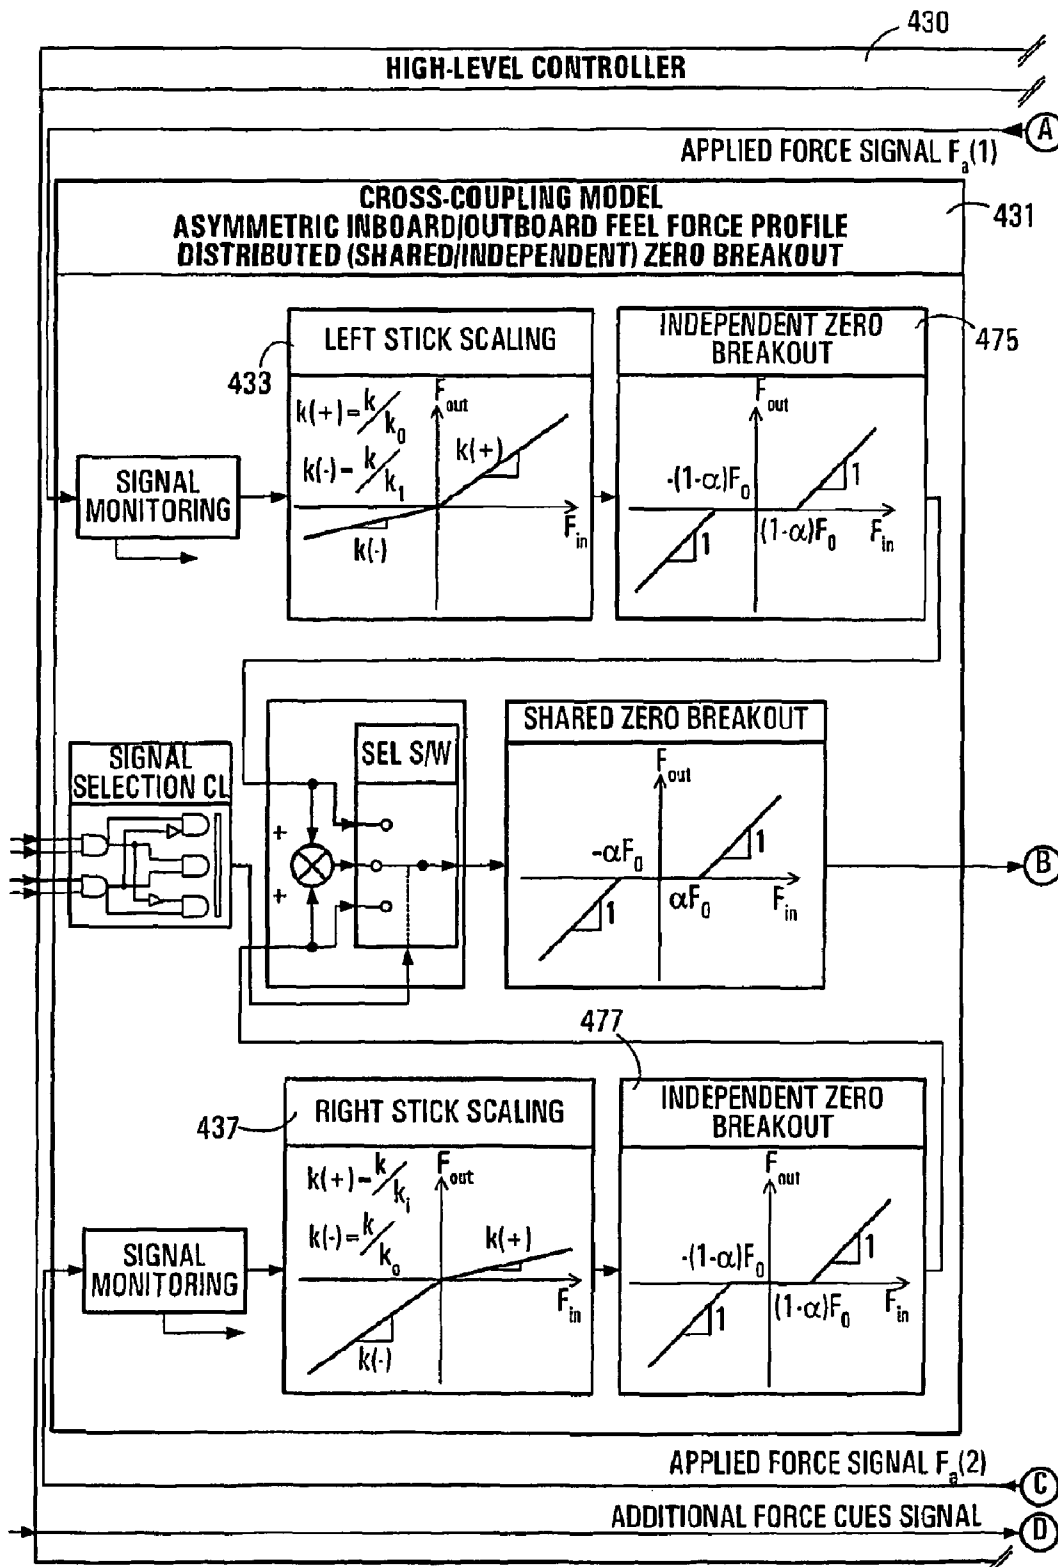 430
HIGH-LEVEL CONTROLLER
A
APPLIED FORCE SIGNAL Fa(1)
CROSS-COUPLING MODEL
ASYMMETRIC INBOARD/OUTBOARD FEEL FORCE PROFILE
DISTRIBUTED (SHARED/INDEPENDENT) ZERO BREAKOUT
431
LEFT STICK SCALING
433
INDEPENDENT ZERO
BREAKOUT
475
k(+)=k/k0
k(-)=k/k1
Fout
k(+)
k(-)
Fin
Fout
-(1-α)F0
(1-α)F0
1
1
Fin
SIGNAL
MONITORING
SIGNAL
SELECTION CL
+
+
SEL S/W
SHARED ZERO BREAKOUT
Fout
-αF0
αF0
1
1
Fin
B
477
RIGHT STICK SCALING
437
INDEPENDENT ZERO
BREAKOUT
k(+)=k/ki
k(-)=k/ko
Fout
k(+)
k(-)
Fin
Fout
-(1-α)F0
(1-α)F0
1
1
Fin
SIGNAL
MONITORING
APPLIED FORCE SIGNAL Fa(2)
C
ADDITIONAL FORCE CUES SIGNAL
D